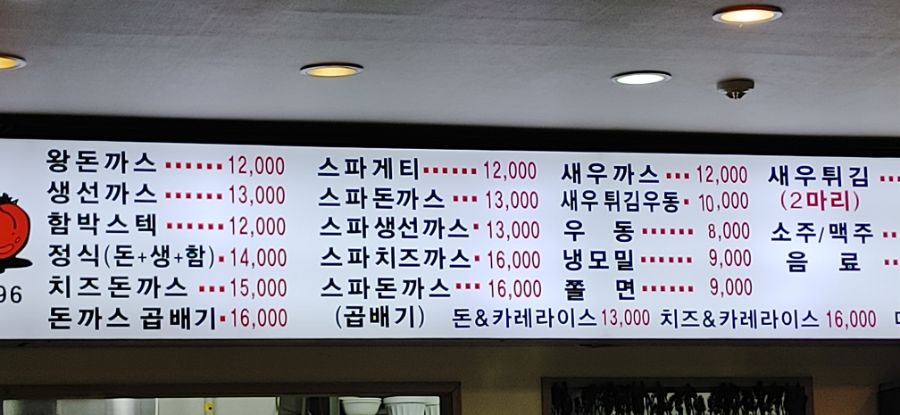 96
왕돈까스 ······ 12,000
생선까스 ······ 13,000
함박스텍 ······ 12,000
정식(돈+생+함)· 14,000
치즈돈까스 ··· 15,000
돈까스 곱배기· 16,000
스파게티······ 12,000
스파돈까스 ··· 13,000
스파생선까스· 13,000
스파치즈까스· 16,000
스파돈까스··· 16,000
(곱배기)
새우까스 ··· 12,000
새우튀김우동· 10,000
우 동 ······ 8,000
냉모밀 ······ 9,000
쫄 면 ······ 9,000
돈&카레라이스 13,000 치즈&카레라이스 16,000
새우튀김 ···
(2마리)
소주/맥주 ··
음 료 ··